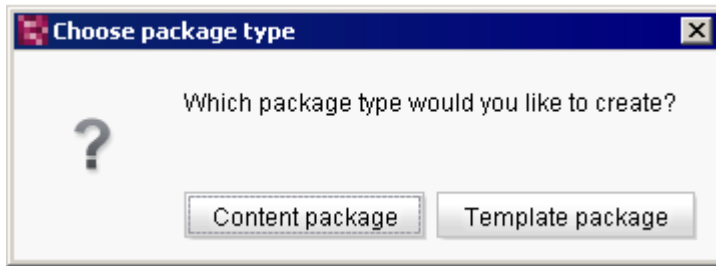 Choose package type
Which package type would you like to create?
Content package
Template package